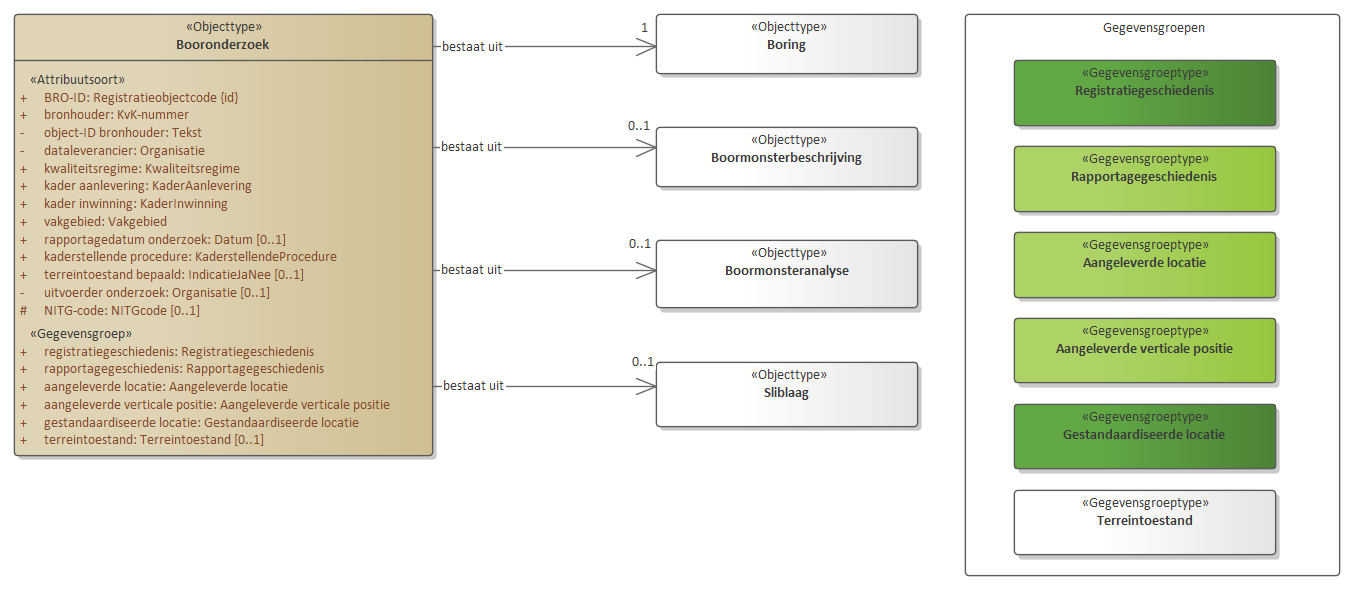 «Objecttype»
Booronderzoek
«Attribuutsoort»
+ BRO-ID: Registratieobjectcode {id}
+ bronhouder: KvK-nummer
- object-ID bronhouder: Tekst
- dataleverancier: Organisatie
+ kwaliteitsregime: Kwaliteitsregime
+ kader aanlevering: KaderAanlevering
+ kader inwinning: KaderInwinning
+ vakgebied: Vakgebied
+ rapportagedatum onderzoek: Datum [0..1]
+ kaderstellende procedure: KaderstellendeProcedure
+ terreintoestand bepaald: IndicatieJaNee [0..1]
- uitvoerder onderzoek: Organisatie [0..1]
# NITG-code: NITGcode [0..1]
«Gegevensgroep»
+ registratiegeschiedenis: Registratiegeschiedenis
+ rapportagegeschiedenis: Rapportagegeschiedenis
+ aangeleverde locatie: Aangeleverde locatie
+ aangeleverde verticale positie: Aangeleverde verticale positie
+ gestandaardiseerde locatie: Gestandaardiseerde locatie
+ terreintoestand: Terreintoestand [0..1]
bestaat uit
1
«Objecttype»
Boring
bestaat uit
0..1
«Objecttype»
Boormonsterbeschrijving
bestaat uit
0..1
«Objecttype»
Boormonsteranalyse
bestaat uit
0..1
«Objecttype»
Sliblaag
Gegevensgroepen
«Gegevensgroeptype»
Registratiegeschiedenis
«Gegevensgroeptype»
Rapportagegeschiedenis
«Gegevensgroeptype»
Aangeleverde locatie
«Gegevensgroeptype»
Aangeleverde verticale positie
«Gegevensgroeptype»
Gestandaardiseerde locatie
«Gegevensgroeptype»
Terreintoestand